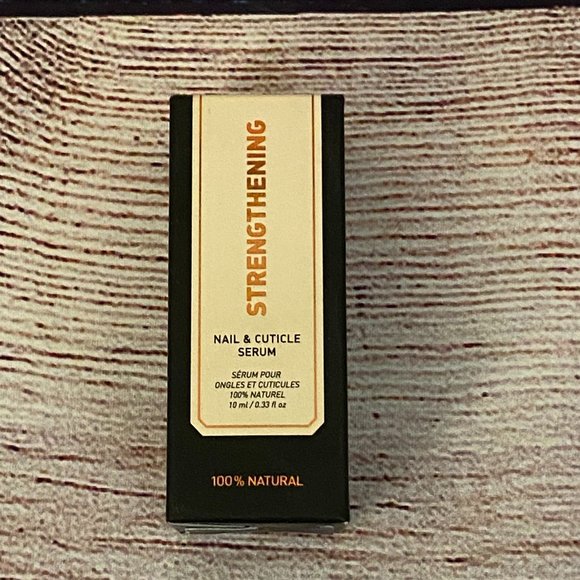 STRENGTHENING
NAIL & CUTICLE
SERUM
SÉRUM POUR
ONGLES ET CUTICULES
100% NATUREL
10 ml / 0.33 fl oz
100% NATURAL